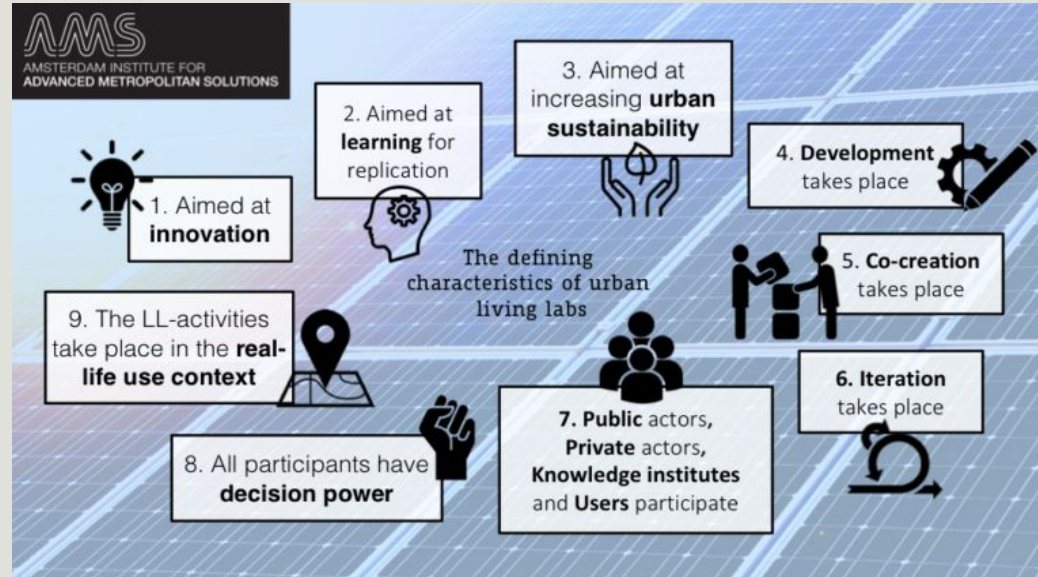 AMS
AMSTERDAM INSTITUTE FOR
ADVANCED METROPOLITAN SOLUTIONS
1. Aimed at
innovation
2. Aimed at
learning for
replication
3. Aimed at
increasing urban
sustainability
4. Development
takes place
The defining
characteristics of urban
living labs
5. Co-creation
takes place
6. Iteration
takes place
7. Public actors,
Private actors,
Knowledge institutes
and Users participate
8. All participants have
decision power
9. The LL-activities
take place in the real-
life use context